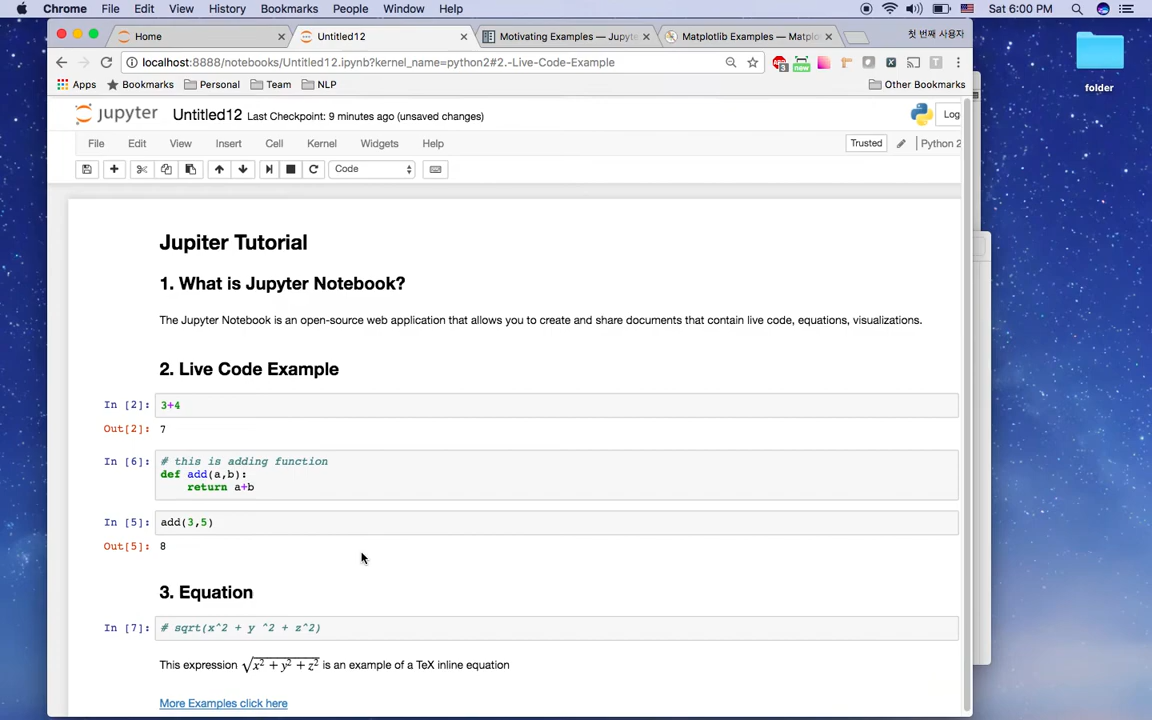 Chrome File Edit View History Bookmarks People Window Help Sat 6:00 PM
Home Untitled12 Motivating Examples — Jupyte Matplotlib Examples — Matplo 첫 번째 사용자
localhost:8888/notebooks/Untitled12.ipynb?kernel_name=python2#2.-Live-Code-Example
Apps Bookmarks Personal Team NLP Other Bookmarks
folder
jupyter Untitled12 Last Checkpoint: 9 minutes ago (unsaved changes) Log
File Edit View Insert Cell Kernel Widgets Help Trusted Python 2
Code
Jupiter Tutorial
1. What is Jupyter Notebook?
The Jupyter Notebook is an open-source web application that allows you to create and share documents that contain live code, equations, visualizations.
2. Live Code Example
In [2]: 3+4
Out[2]: 7
In [6]: # this is adding function
def add(a,b):
return a+b
In [5]: add(3,5)
Out[5]: 8
3. Equation
In [7]: # sqrt(x^2 + y ^2 + z^2)
This expression √x² + y² + z² is an example of a TeX inline equation
More Examples click here